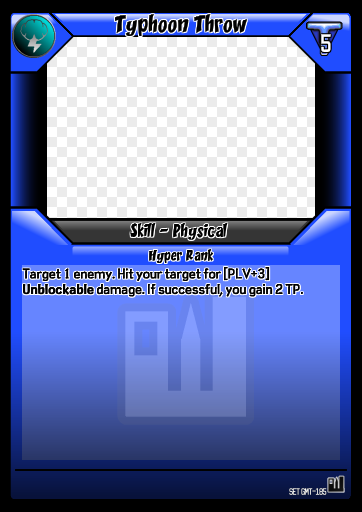 Typhoon Throw
5
Skill - Physical
Hyper Rank
Target 1 enemy. Hit your target for [PLV+3]
Unblockable damage. If successful, you gain 2 TP.
SET GMT-185